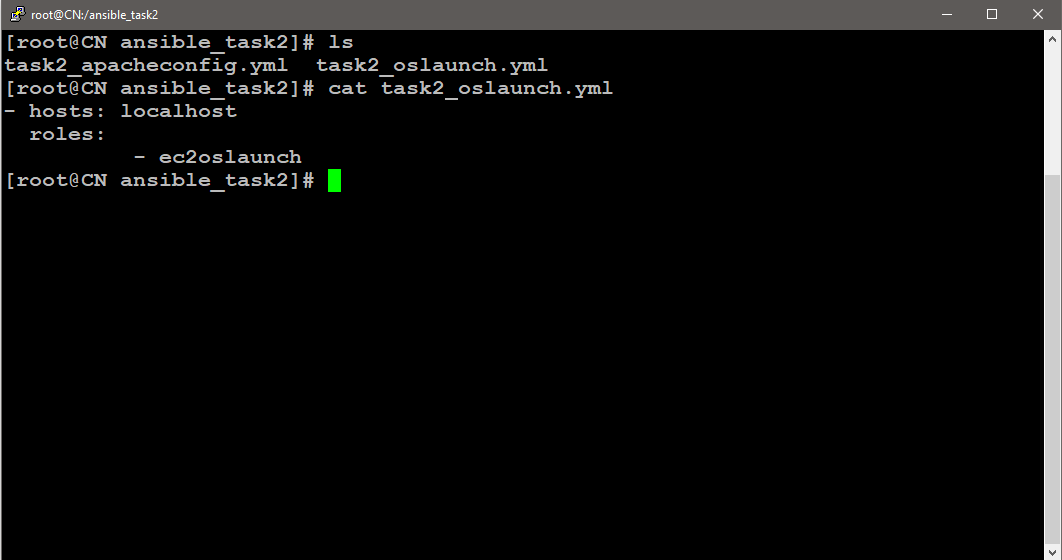 root@CN:/ansible_task2
[root@CN ansible_task2]# ls
task2_apacheconfig.yml  task2_oslaunch.yml
[root@CN ansible_task2]# cat task2_oslaunch.yml
- hosts: localhost
  roles:
          - ec2oslaunch
[root@CN ansible_task2]#